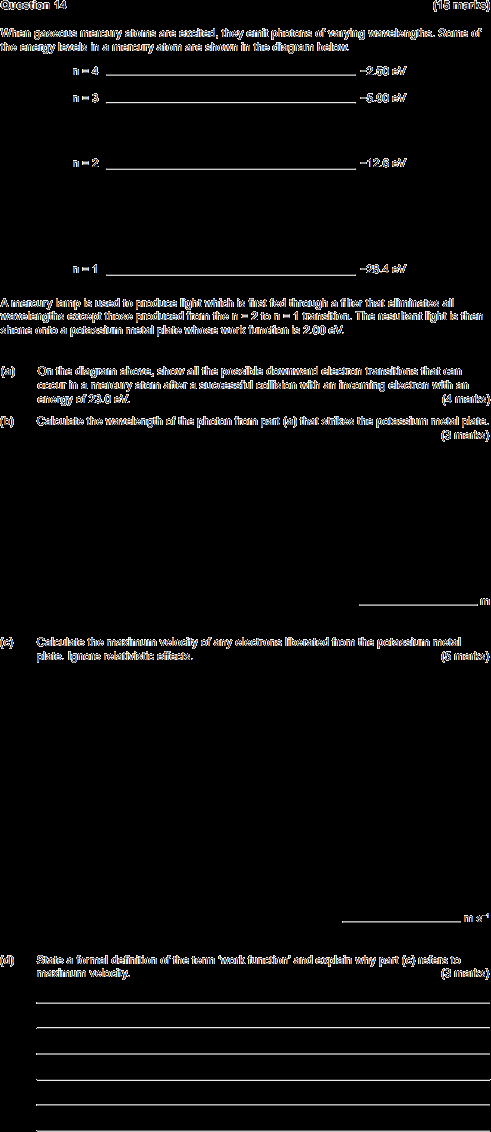 Question 14 (15 marks)
When gaseous mercury atoms are excited, they emit photons of varying wavelengths. Some of
the energy levels in a mercury atom are shown in the diagram below.
n = 4 –2.50 eV
n = 3 –5.90 eV
n = 2 –12.6 eV
n = 1 –28.4 eV
A mercury lamp is used to produce light which is first fed through a filter that eliminates all
wavelengths except those produced from the n = 2 to n = 1 transition. The resultant light is then
shone onto a potassium metal plate whose work function is 2.00 eV.
(a) On the diagram above, show all the possible downward electron transitions that can
occur in a mercury atom after a successful collision with an incoming electron with an
energy of 23.0 eV. (4 marks)
(b) Calculate the wavelength of the photon from part (a) that strikes the potassium metal plate.
(3 marks)
m
(c) Calculate the maximum velocity of any electrons liberated from the potassium metal
plate. Ignore relativistic effects. (5 marks)
m s⁻¹
(d) State a formal definition of the term ‘work function’ and explain why part (c) refers to
maximum velocity. (3 marks)